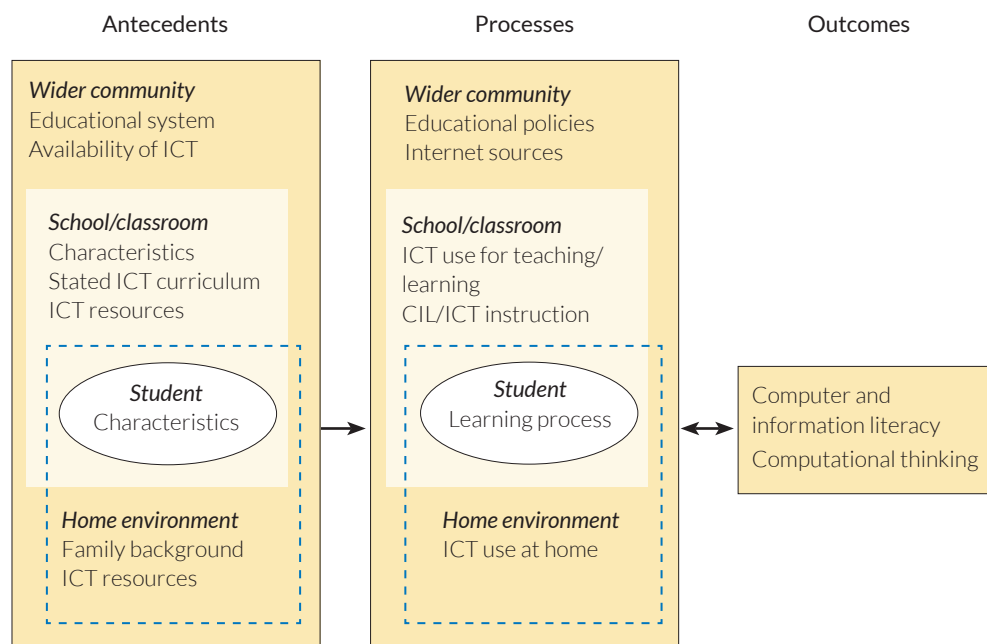 Antecedents
Processes
Outcomes
Wider community
Educational system
Availability of ICT
School/classroom
Characteristics
Stated ICT curriculum
ICT resources
Student
Characteristics
Home environment
Family background
ICT resources
Wider community
Educational policies
Internet sources
School/classroom
ICT use for teaching/
learning
CIL/ICT instruction
Student
Learning process
Home environment
ICT use at home
Computer and
information literacy
Computational thinking